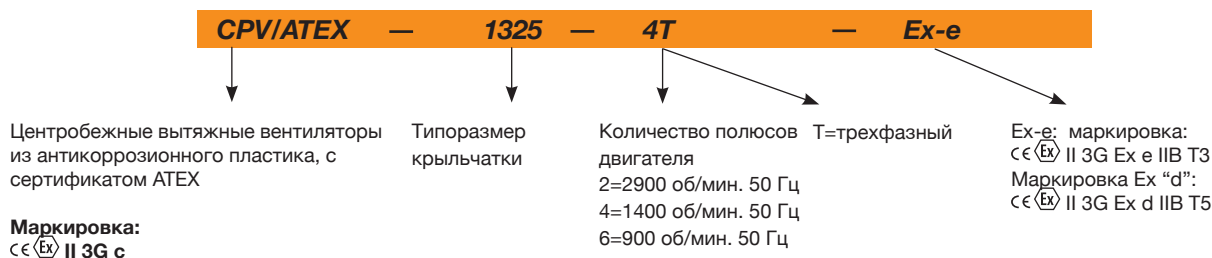 CPV/ATEX — 1325 — 4T — Ex-e
Центробежные вытяжные вентиляторы
из антикоррозионного пластика, с
сертификатом ATEX
Маркировка:
CE Ex II 3G c
Типоразмер
крыльчатки
Количество полюсов
двигателя
2=2900 об/мин. 50 Гц
4=1400 об/мин. 50 Гц
6=900 об/мин. 50 Гц
T=трехфазный
Ex-e: маркировка:
CE Ex II 3G Ex e IIB T3
Маркировка Ex “d”:
CE Ex II 3G Ex d IIB T5